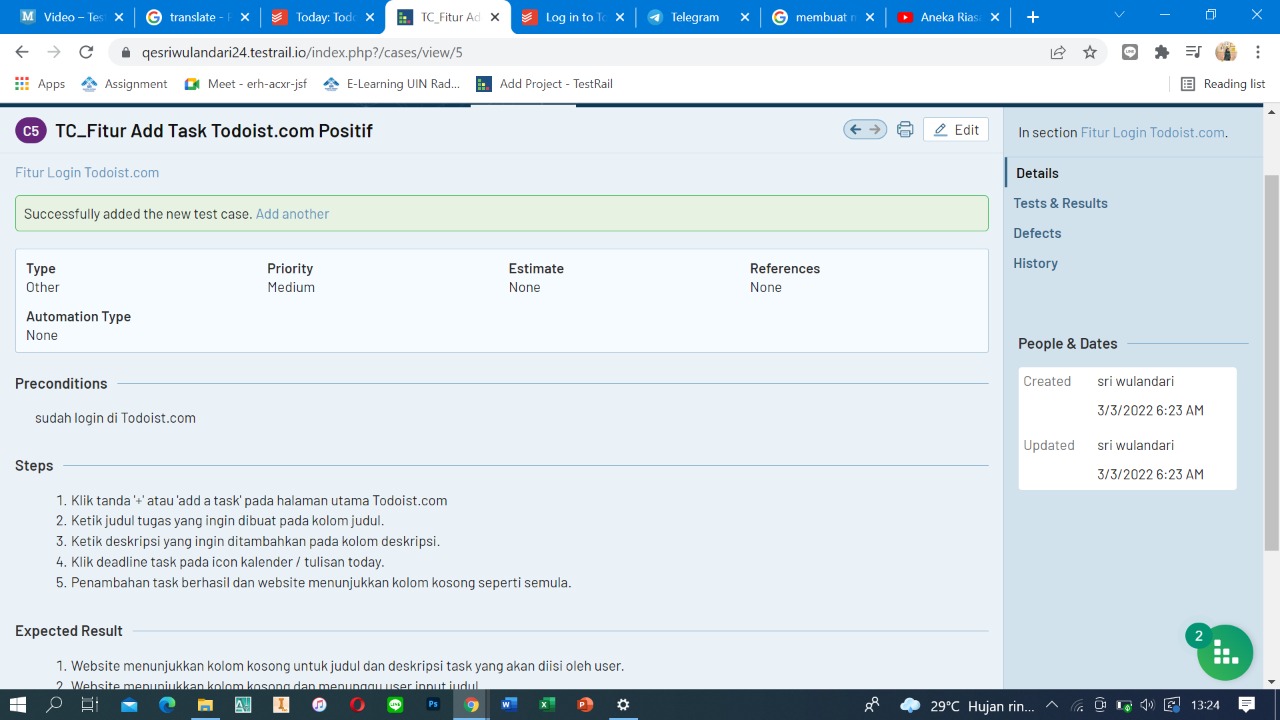 Video – Tes
translate -
Today: Tod
TC_Fitur Ad
Log in to To
Telegram
membuat
Aneka Rias
qesriwulandari24.testrail.io/index.php?/cases/view/5
Apps
Assignment
Meet - erh-acxr-jsf
E-Learning UIN Rad...
Add Project - TestRail
Reading list
C5 TC_Fitur Add Task Todoist.com Positif
Edit
In section Fitur Login Todoist.com.
Fitur Login Todoist.com
Details
Successfully added the new test case. Add another
Tests & Results
Defects
History
Type Priority Estimate References
Other Medium None None
Automation Type
None
People & Dates
Created sri wulandari
3/3/2022 6:23 AM
Updated sri wulandari
3/3/2022 6:23 AM
Preconditions
sudah login di Todoist.com
Steps
1. Klik tanda '+' atau 'add a task' pada halaman utama Todoist.com
2. Ketik judul tugas yang ingin dibuat pada kolom judul.
3. Ketik deskripsi yang ingin ditambahkan pada kolom deskripsi.
4. Klik deadline task pada icon kalender / tulisan today.
5. Penambahan task berhasil dan website menunjukkan kolom kosong seperti semula.
Expected Result
1. Website menunjukkan kolom kosong untuk judul dan deskripsi task yang akan diisi oleh user.
2. Website menunjukkan kolom kosong dan menunggu user input judul
2
29°C Hujan rin...
13:24